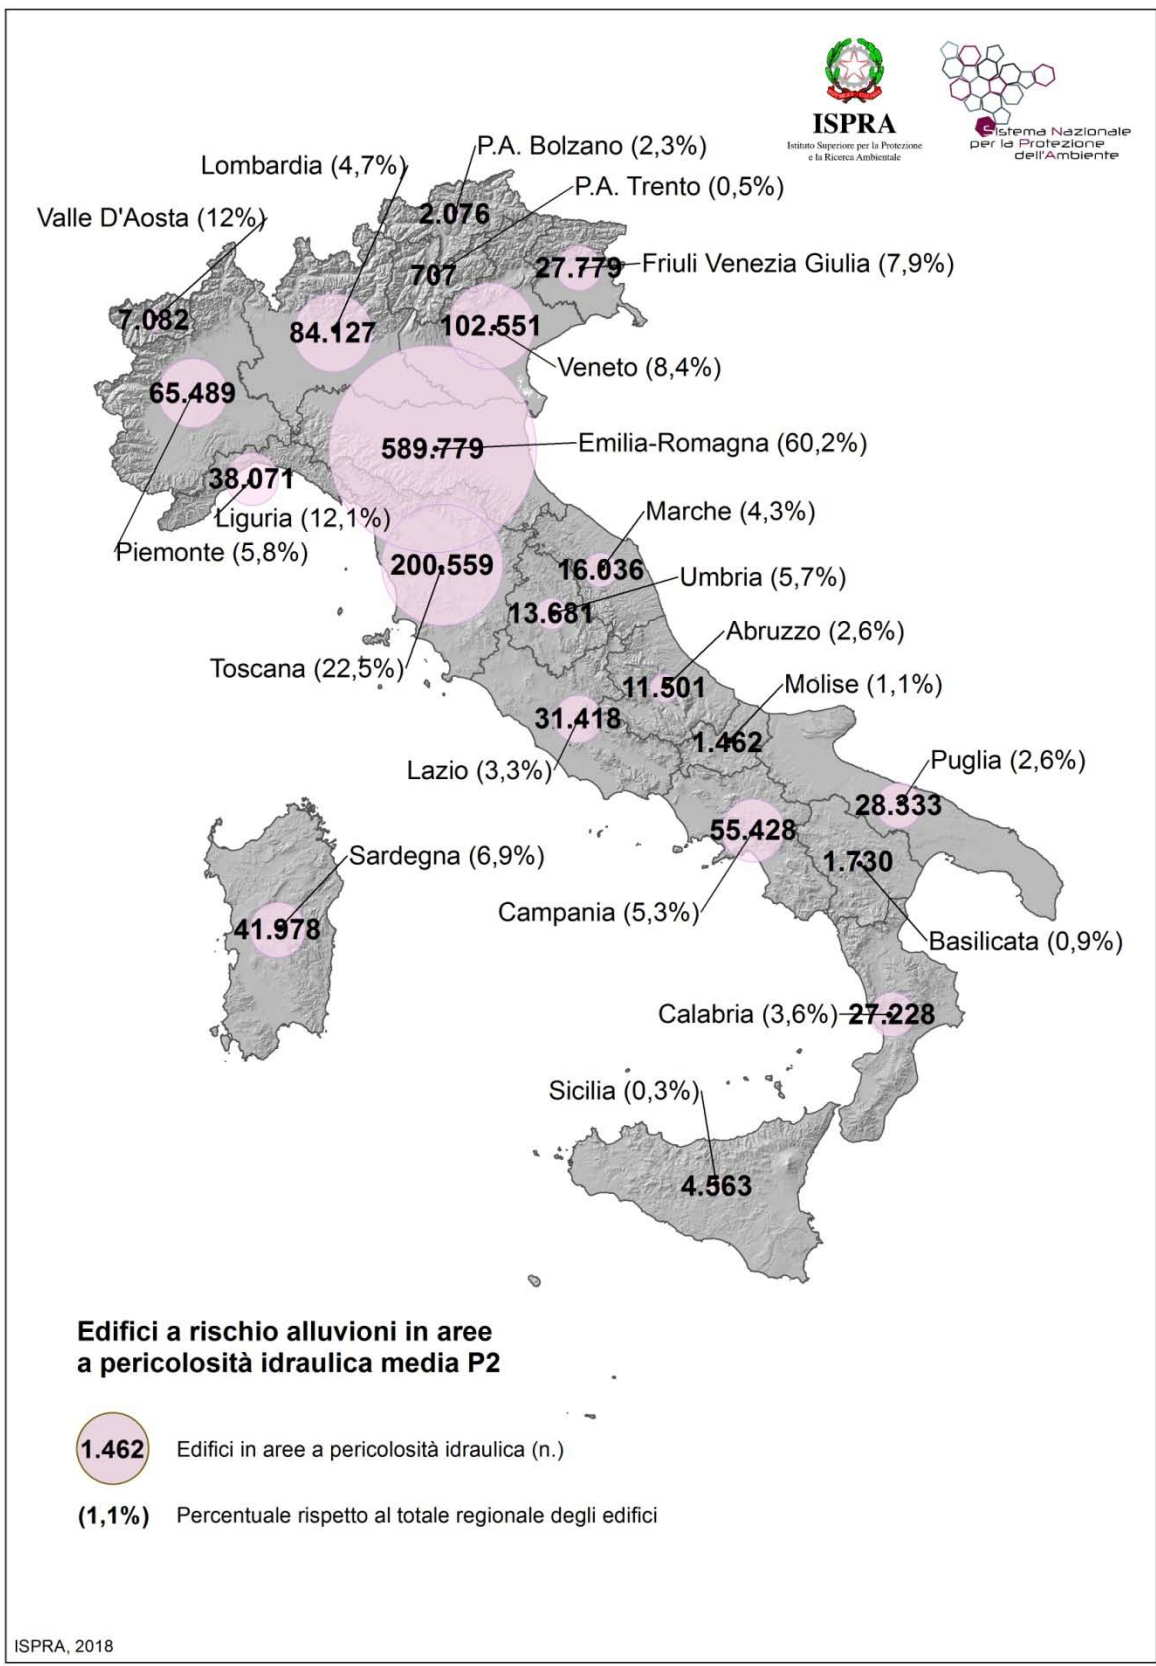 ISPRA
Istituto Superiore per la Protezione
e la Ricerca Ambientale
Sistema Nazionale
per la Protezione
dell'Ambiente
P.A. Bolzano (2,3%)
Lombardia (4,7%)
P.A. Trento (0,5%)
Valle D'Aosta (12%)
2.076
707
27.779
Friuli Venezia Giulia (7,9%)
7.082
84.127
102.551
Veneto (8,4%)
65.489
589.779
Emilia-Romagna (60,2%)
38.071
Liguria (12,1%)
Marche (4,3%)
Piemonte (5,8%)
200.559
16.036
Umbria (5,7%)
13.681
Abruzzo (2,6%)
Toscana (22,5%)
11.501
Molise (1,1%)
31.418
1.462
Lazio (3,3%)
Puglia (2,6%)
28.333
55.428
Sardegna (6,9%)
1.730
Campania (5,3%)
41.978
Basilicata (0,9%)
Calabria (3,6%)
27.228
Sicilia (0,3%)
4.563
Edifici a rischio alluvioni in aree
a pericolosità idraulica media P2
1.462
Edifici in aree a pericolosità idraulica (n.)
(1,1%)
Percentuale rispetto al totale regionale degli edifici
ISPRA, 2018